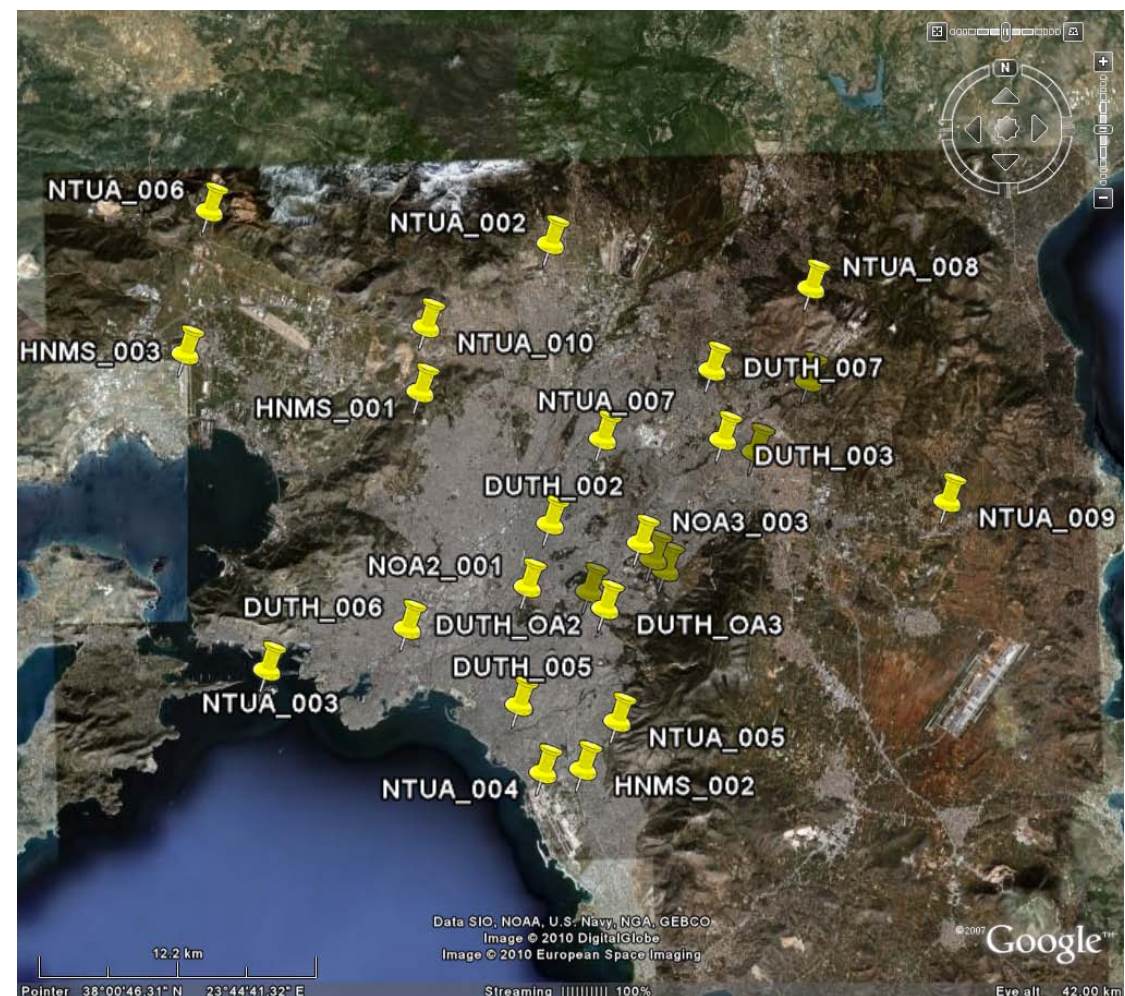 N
NTUA_006
NTUA_002
NTUA_008
HNMS_003
NTUA_010
DUTH_007
HNMS_001
NTUA_007
DUTH_003
DUTH_002
NOA3_003
NTUA_009
NOA2_001
DUTH_006
DUTH_OA2
DUTH_OA3
DUTH_005
NTUA_003
NTUA_005
NTUA_004
HNMS_002
Data SIO, NOAA, U.S. Navy, NGA, GEBCO
Image © 2010 DigitalGlobe
Image © 2010 European Space Imaging
©2007 Google™
12.2 km
Pointer 38°00'46.31" N 23°44'41.32" E
Streaming |||||||||| 100%
Eye alt 42.00 km